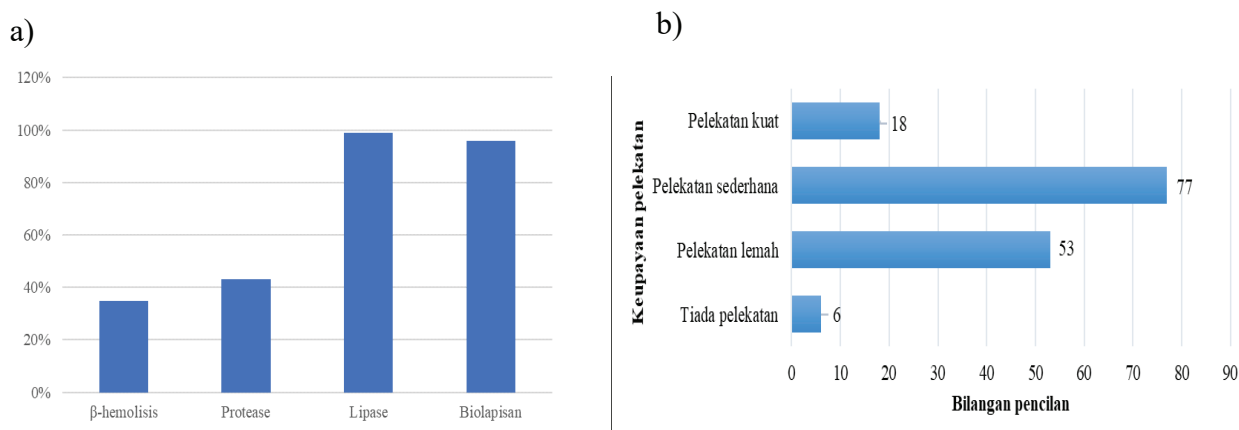 a)
120%
100%
80%
60%
40%
20%
0%
β-hemolisis Protease Lipase Biolapisan
b)
Keupayaan pelekatan
Pelekatan kuat 18
Pelekatan sederhana 77
Pelekatan lemah 53
Tiada pelekatan 6
0 10 20 30 40 50 60 70 80 90
Bilangan pencilan